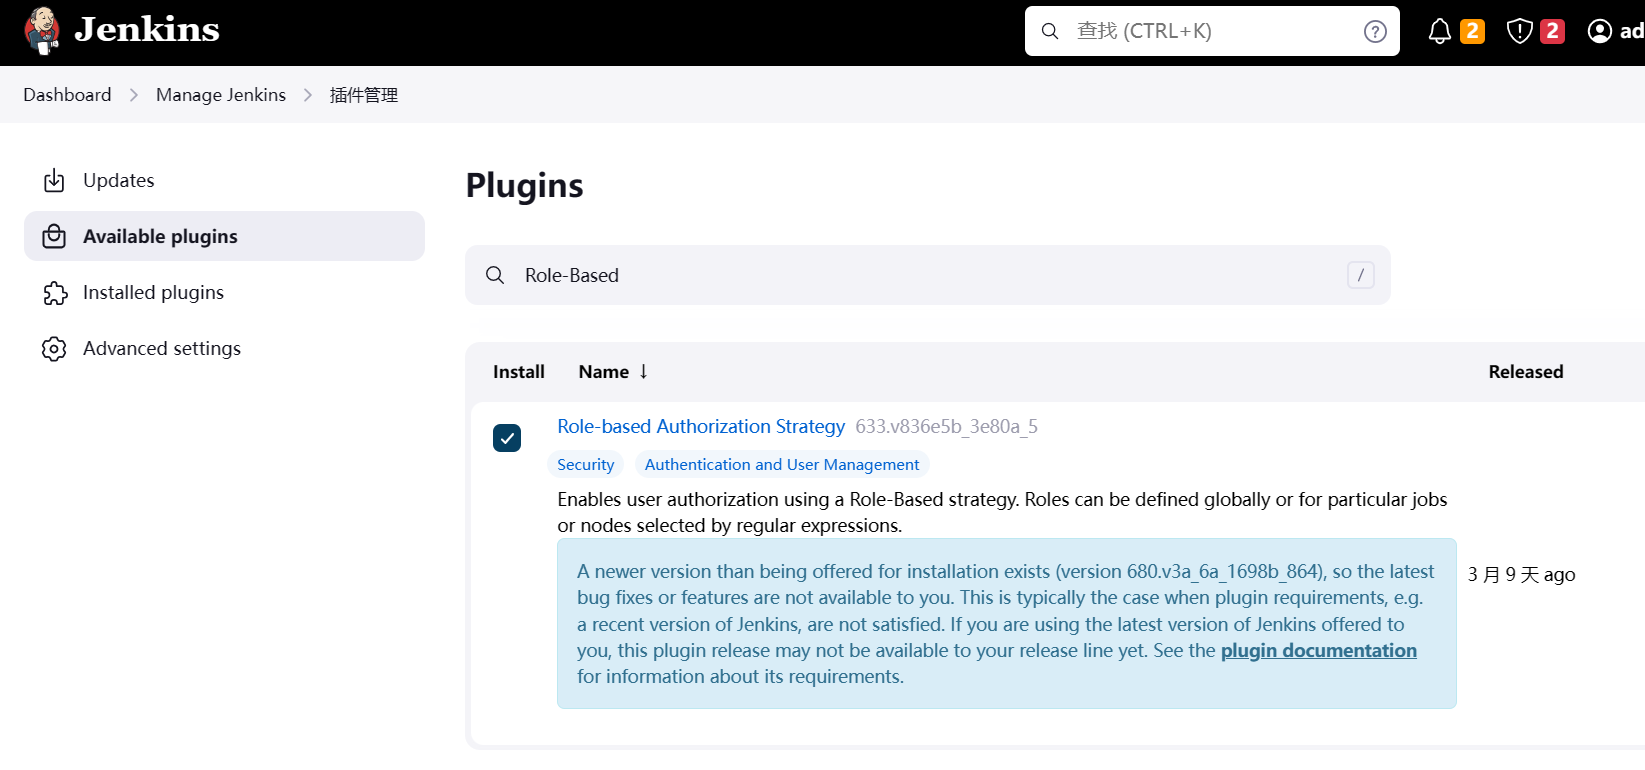 Jenkins
查找 (CTRL+K)
?
2
2
ad
Dashboard > Manage Jenkins > 插件管理
Updates
Available plugins
Installed plugins
Advanced settings
Plugins
Role-Based
/
Install Name ↓ Released
Role-based Authorization Strategy 633.v836e5b_3e80a_5
Security Authentication and User Management
Enables user authorization using a Role-Based strategy. Roles can be defined globally or for particular jobs
or nodes selected by regular expressions.
A newer version than being offered for installation exists (version 680.v3a_6a_1698b_864), so the latest
bug fixes or features are not available to you. This is typically the case when plugin requirements, e.g.
a recent version of Jenkins, are not satisfied. If you are using the latest version of Jenkins offered to
you, this plugin release may not be available to your release line yet. See the plugin documentation
for information about its requirements.
3 月 9 天 ago